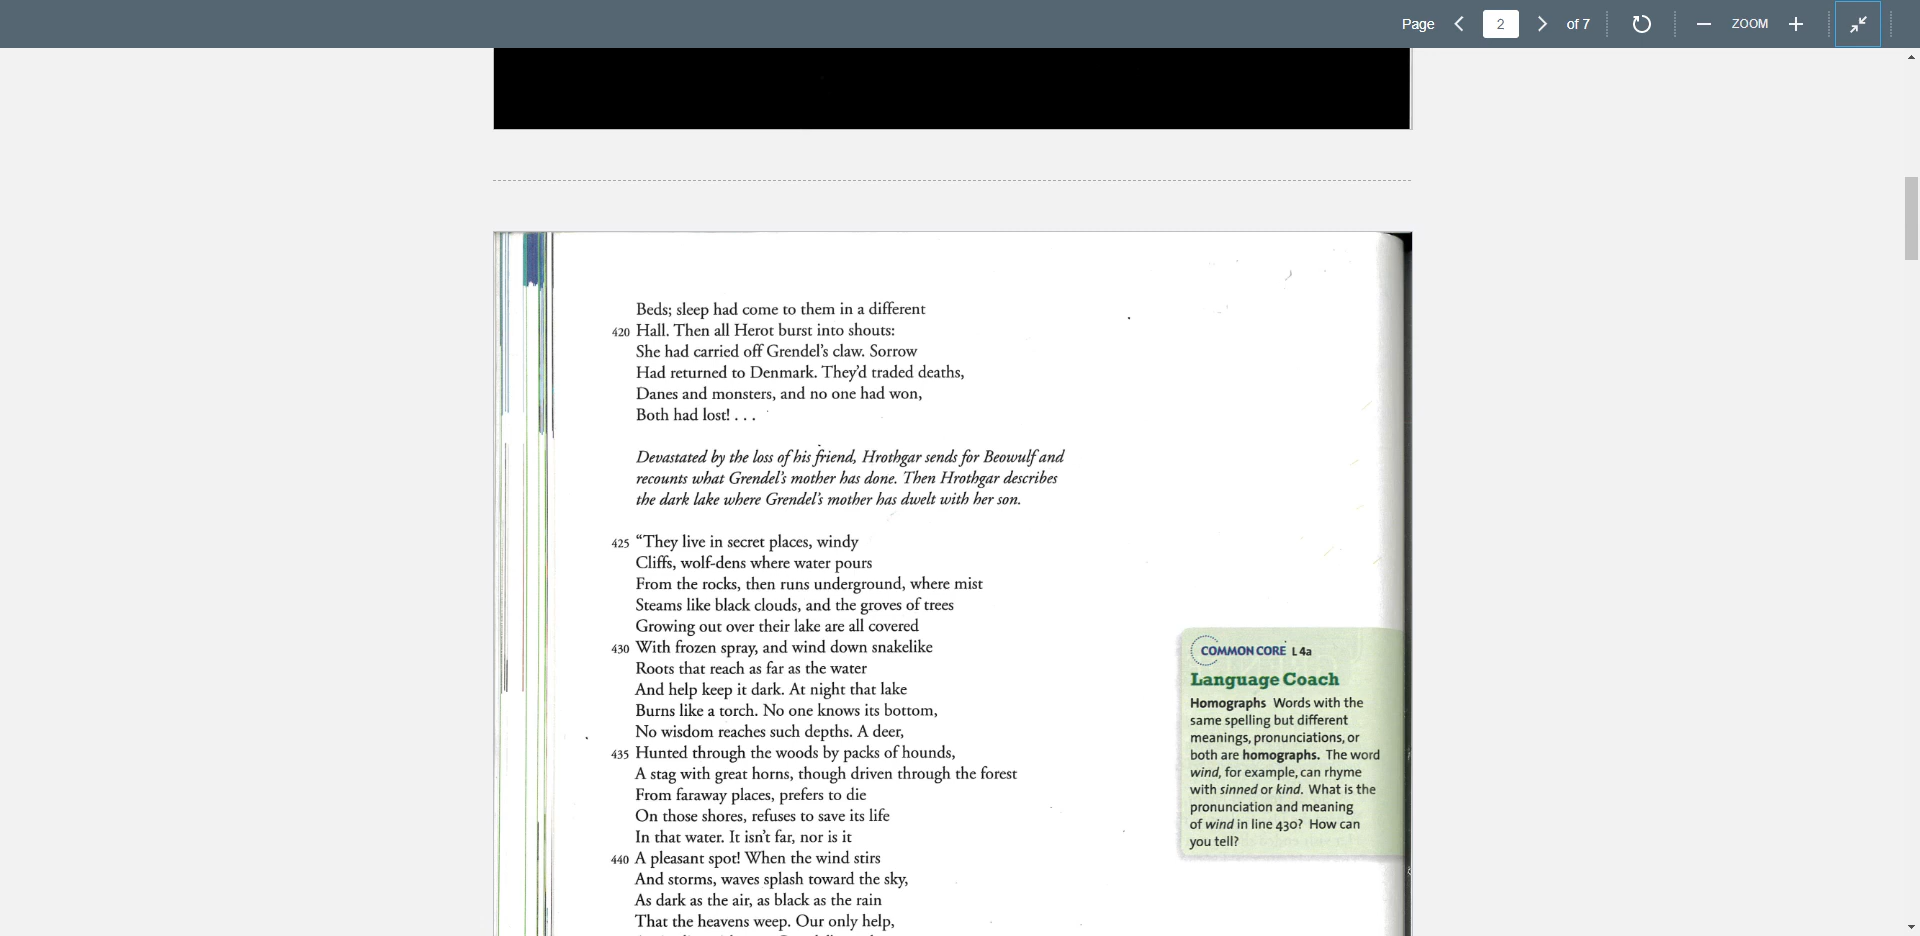 Page 2 of 7 ZOOM
Beds; sleep had come to them in a different
420 Hall. Then all Herot burst into shouts:
She had carried off Grendel's claw. Sorrow
Had returned to Denmark. They'd traded deaths,
Danes and monsters, and no one had won,
Both had lost! . . .
Devastated by the loss of his friend, Hrothgar sends for Beowulf and
recounts what Grendel's mother has done. Then Hrothgar describes
the dark lake where Grendel's mother has dwelt with her son.
425 “They live in secret places, windy
Cliffs, wolf-dens where water pours
From the rocks, then runs underground, where mist
Steams like black clouds, and the groves of trees
Growing out over their lake are all covered
430 With frozen spray, and wind down snakelike
Roots that reach as far as the water
And help keep it dark. At night that lake
Burns like a torch. No one knows its bottom,
No wisdom reaches such depths. A deer,
435 Hunted through the woods by packs of hounds,
A stag with great horns, though driven through the forest
From faraway places, prefers to die
On those shores, refuses to save its life
In that water. It isn't far, nor is it
440 A pleasant spot! When the wind stirs
And storms, waves splash toward the sky,
As dark as the air, as black as the rain
That the heavens weep. Our only help,
COMMON CORE L 4a
Language Coach
Homographs Words with the
same spelling but different
meanings, pronunciations, or
both are homographs. The word
wind, for example, can rhyme
with sinned or kind. What is the
pronunciation and meaning
of wind in line 430? How can
you tell?